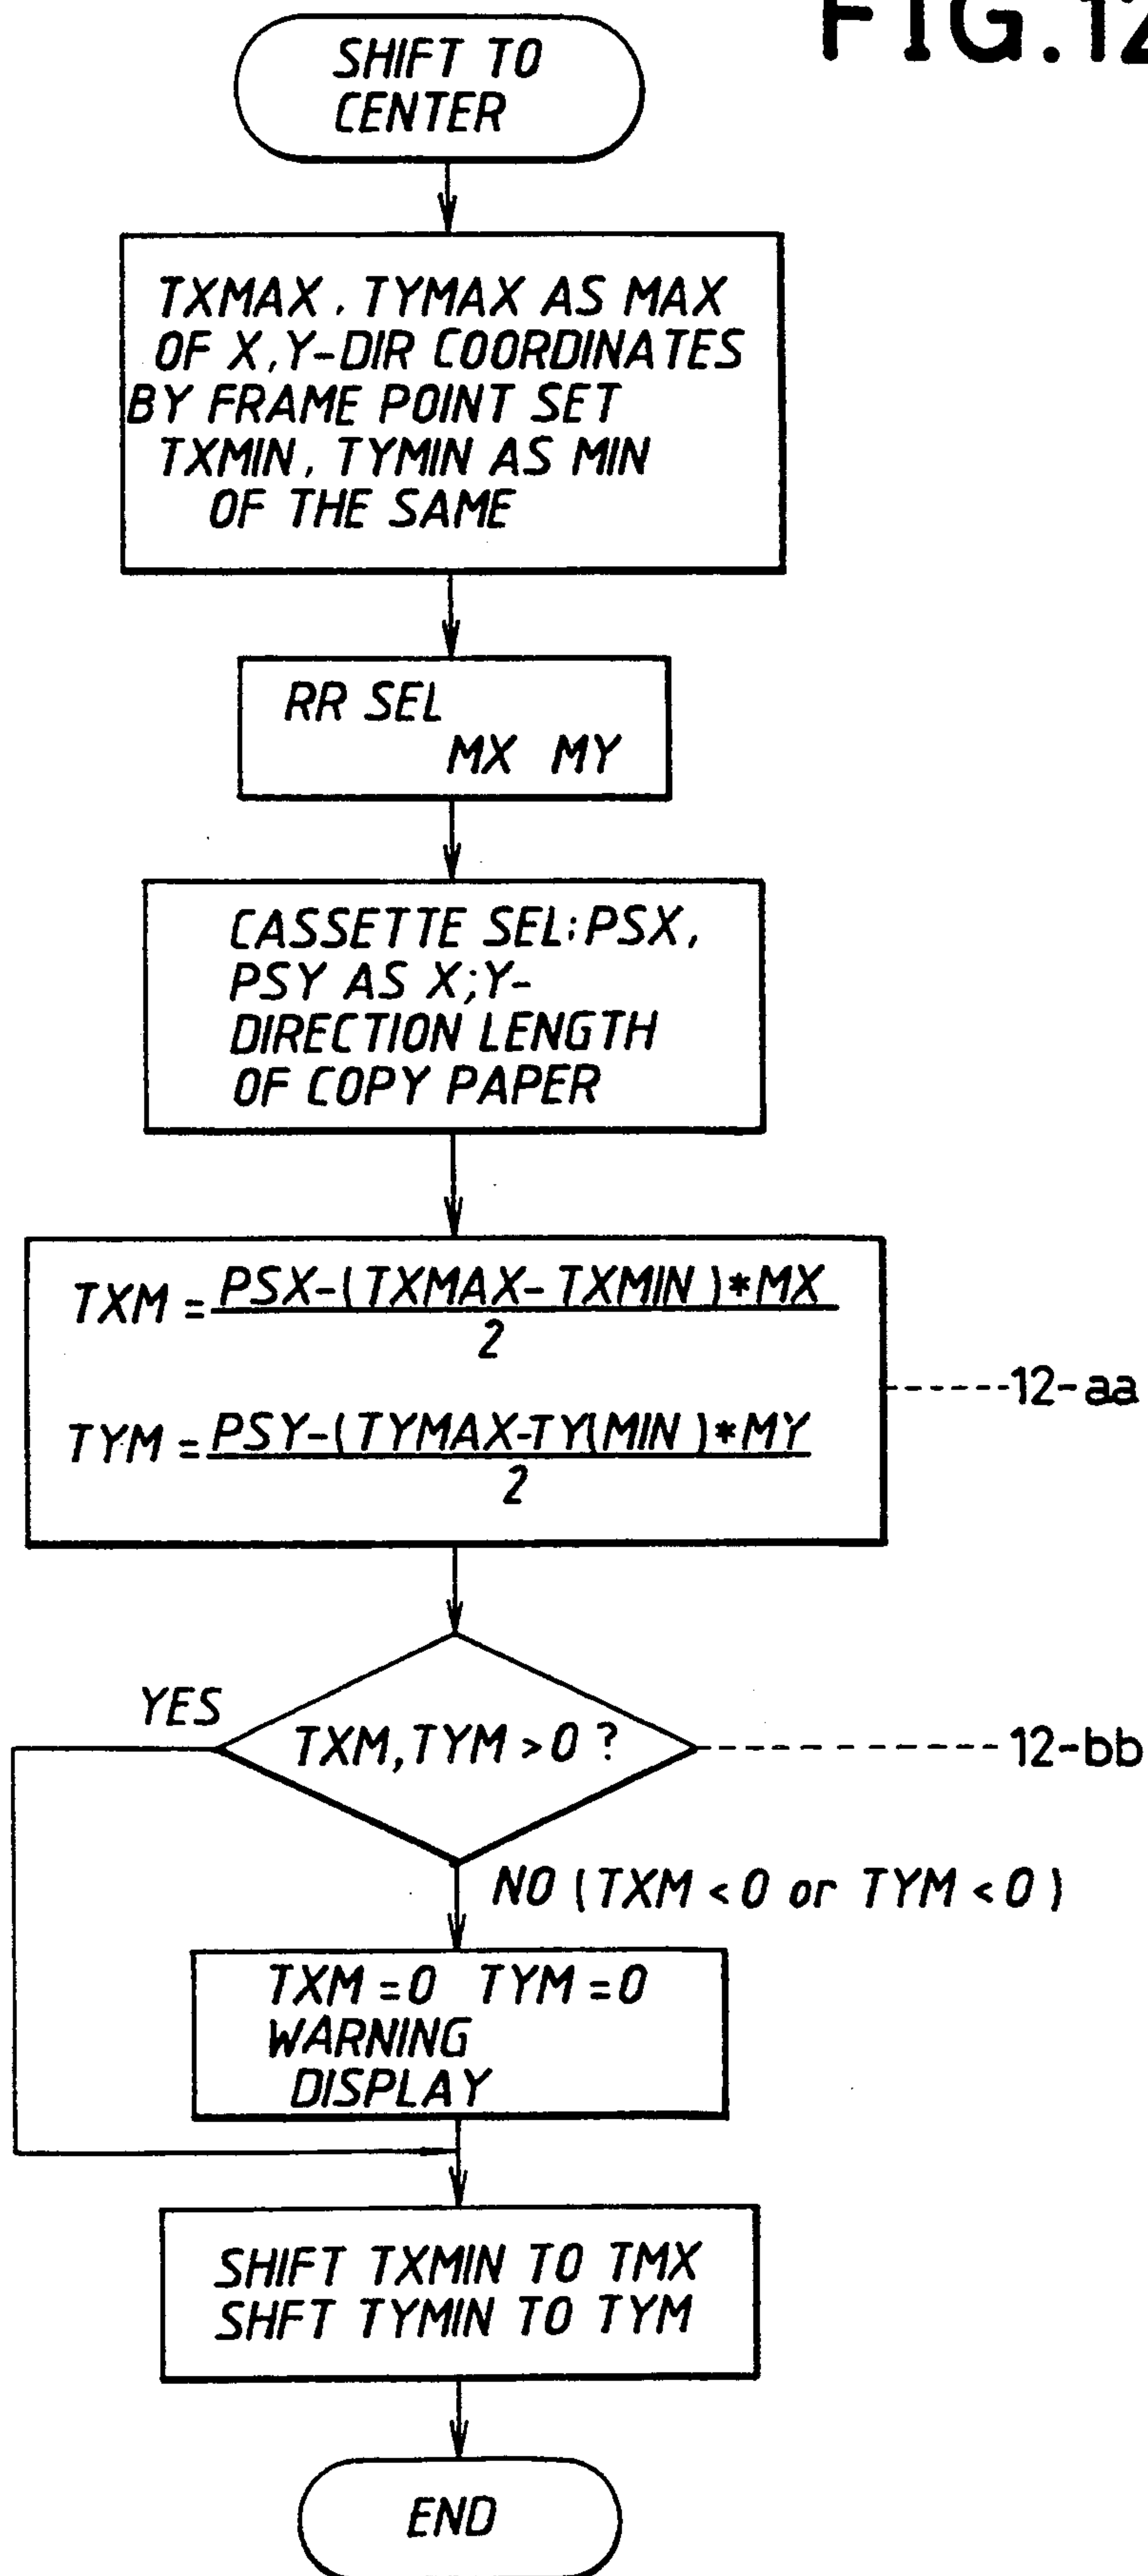 FIG.12
SHIFT TO
CENTER
TXMAX, TYMAX AS MAX
OF X,Y-DIR COORDINATES
BY FRAME POINT SET
TXMIN, TYMIN AS MIN
OF THE SAME
RR SEL
MX MY
CASSETTE SEL:PSX,
PSY AS X;Y-
DIRECTION LENGTH
OF COPY PAPER
TXM = PSX-(TXMAX-TXMIN)*MX
2
12-aa
TYM = PSY-(TYMAX-TY(MIN)*MY
2
YES
TXM,TYM >0 ?
12-bb
NO (TXM <0 or TYM <0)
TXM =0 TYM =0
WARNING
DISPLAY
SHIFT TXMIN TO TMX
SHFT TYMIN TO TYM
END